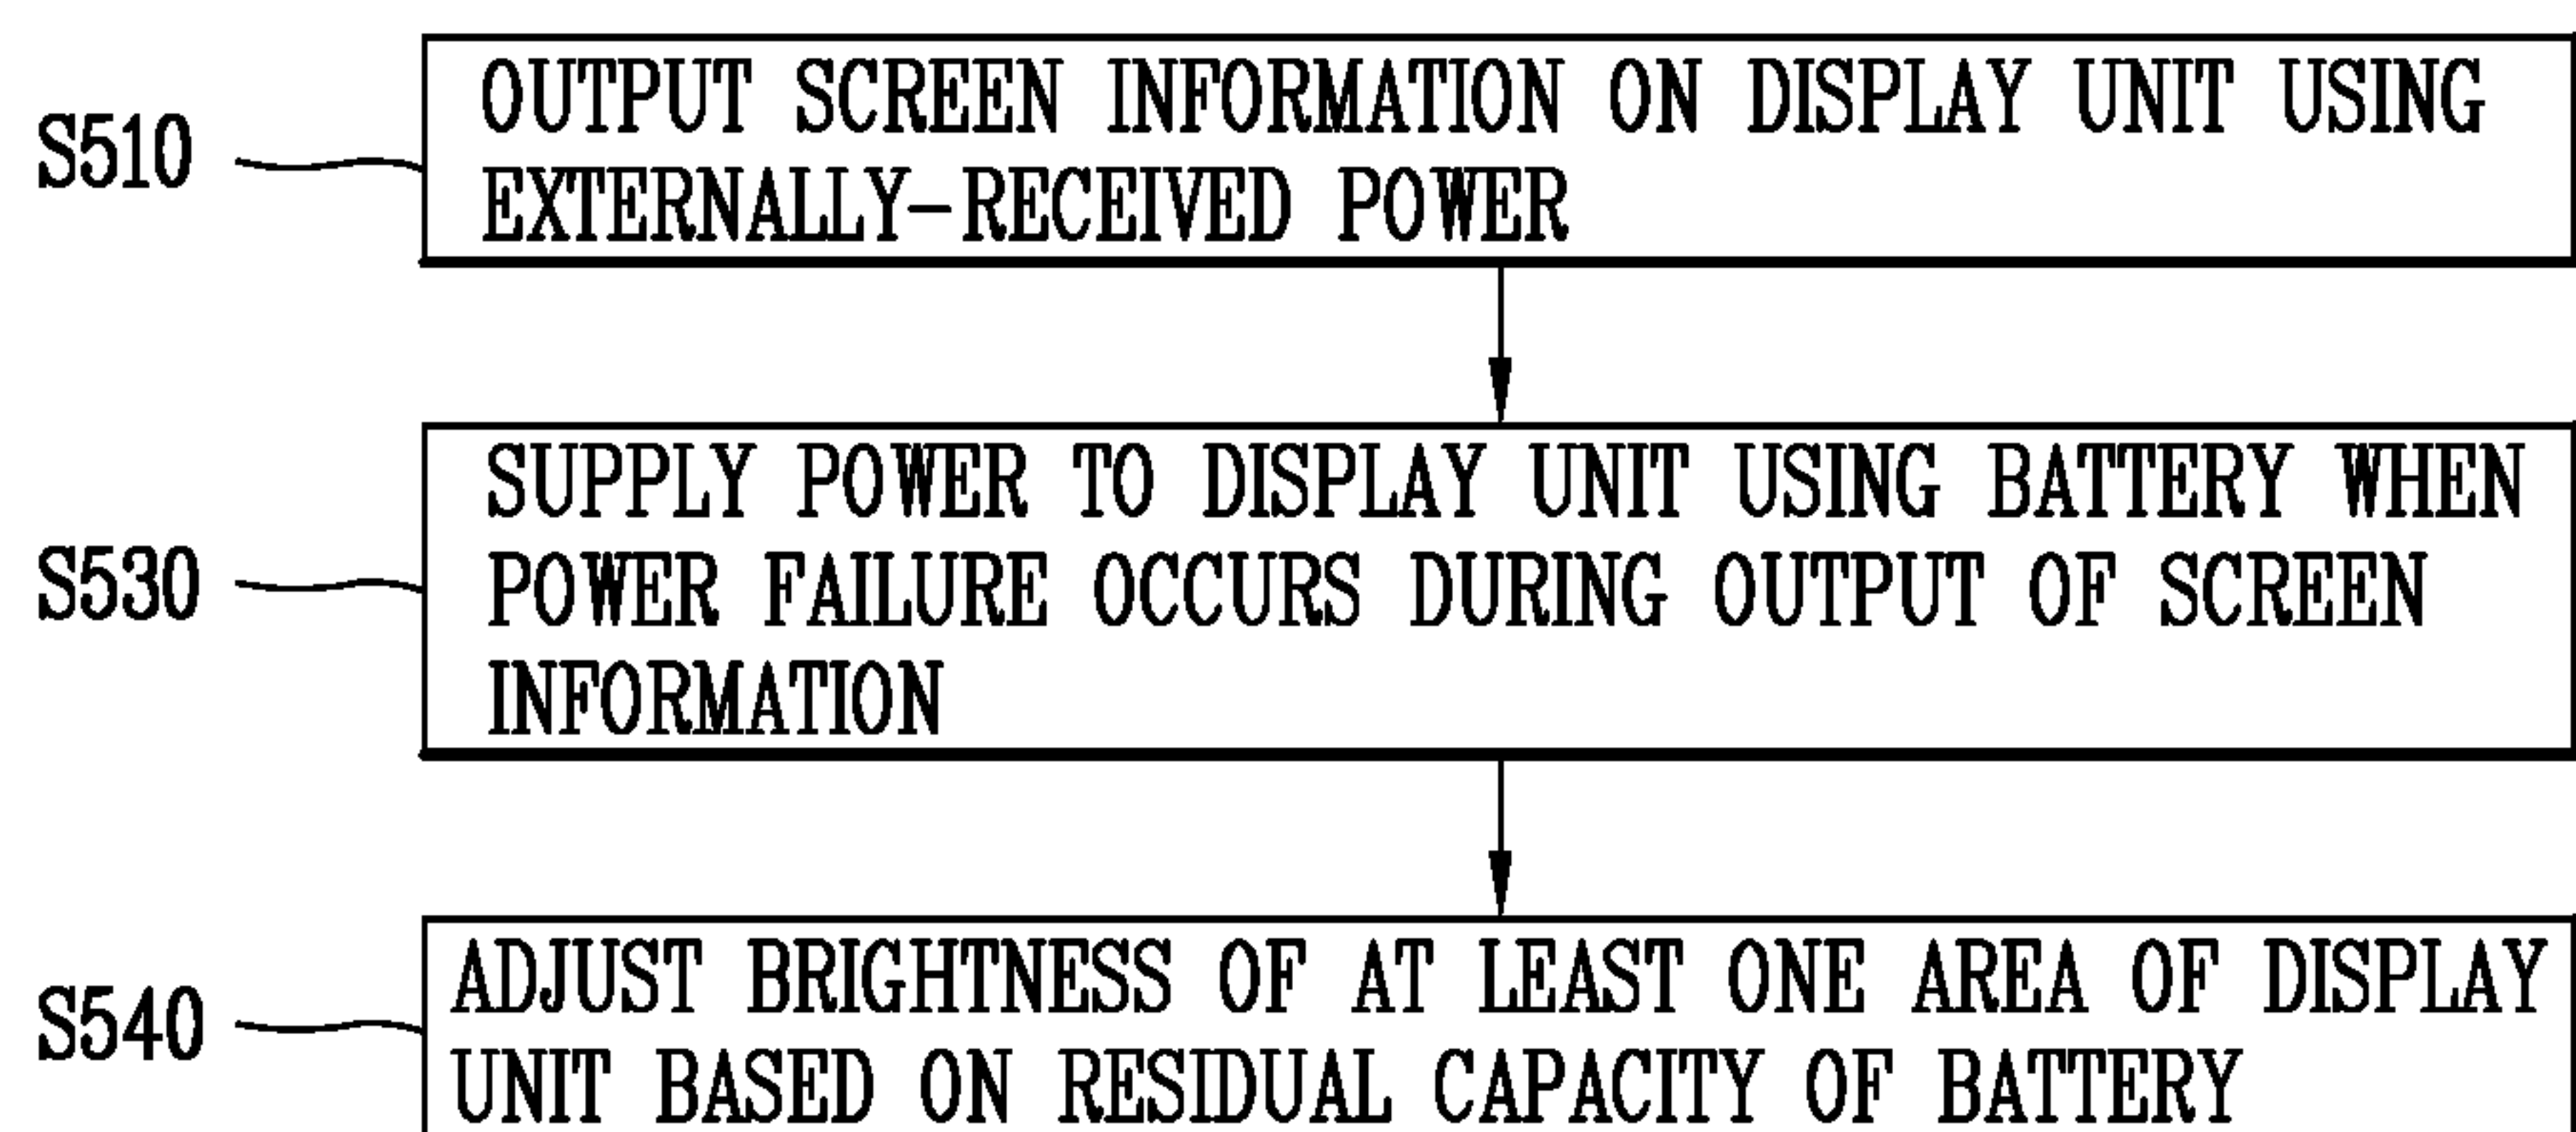 S510
OUTPUT SCREEN INFORMATION ON DISPLAY UNIT USING
EXTERNALLY-RECEIVED POWER
S530
SUPPLY POWER TO DISPLAY UNIT USING BATTERY WHEN
POWER FAILURE OCCURS DURING OUTPUT OF SCREEN
INFORMATION
S540
ADJUST BRIGHTNESS OF AT LEAST ONE AREA OF DISPLAY
UNIT BASED ON RESIDUAL CAPACITY OF BATTERY